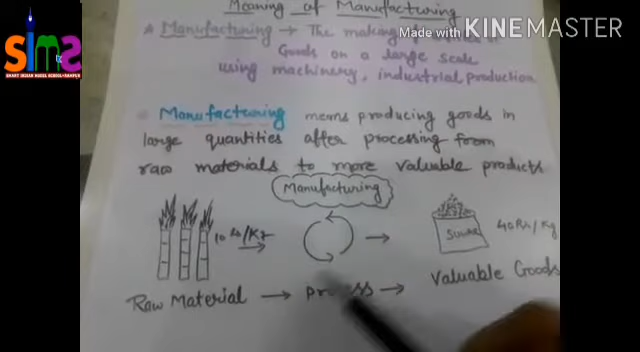 Meaning of Manufacturing
Made with KINEMASTER
Manufacturing → The making of
Goods on a large scale
using machinery, industrial production
Manufacturing means producing goods in
large quantities after processing from
raw materials to more valuable products
Manufacturing
10 Rs/Kg
SUGAR
40Rs/Kg
Raw Material → Process → Valuable Goods
sims